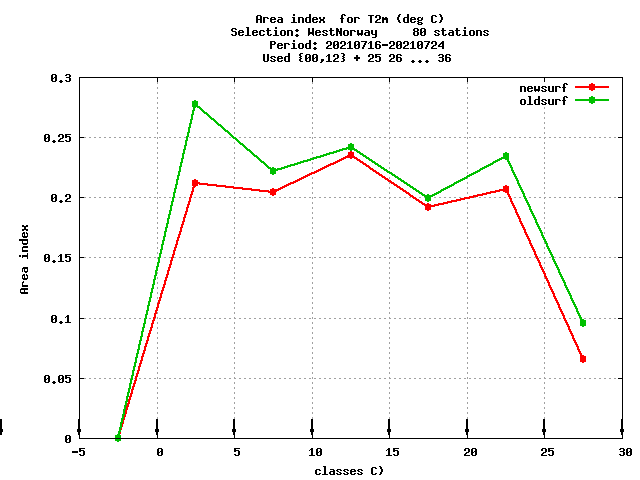 Area index  for T2m (deg C)
Selection: WestNorway     80 stations
Period: 20210716-20210724
Used {00,12} + 25 26 ... 36
newsurf
oldsurf
0.3
0.25
0.2
0.15
0.1
0.05
0
Area index
-5 0 5 10 15 20 25 30
classes C)